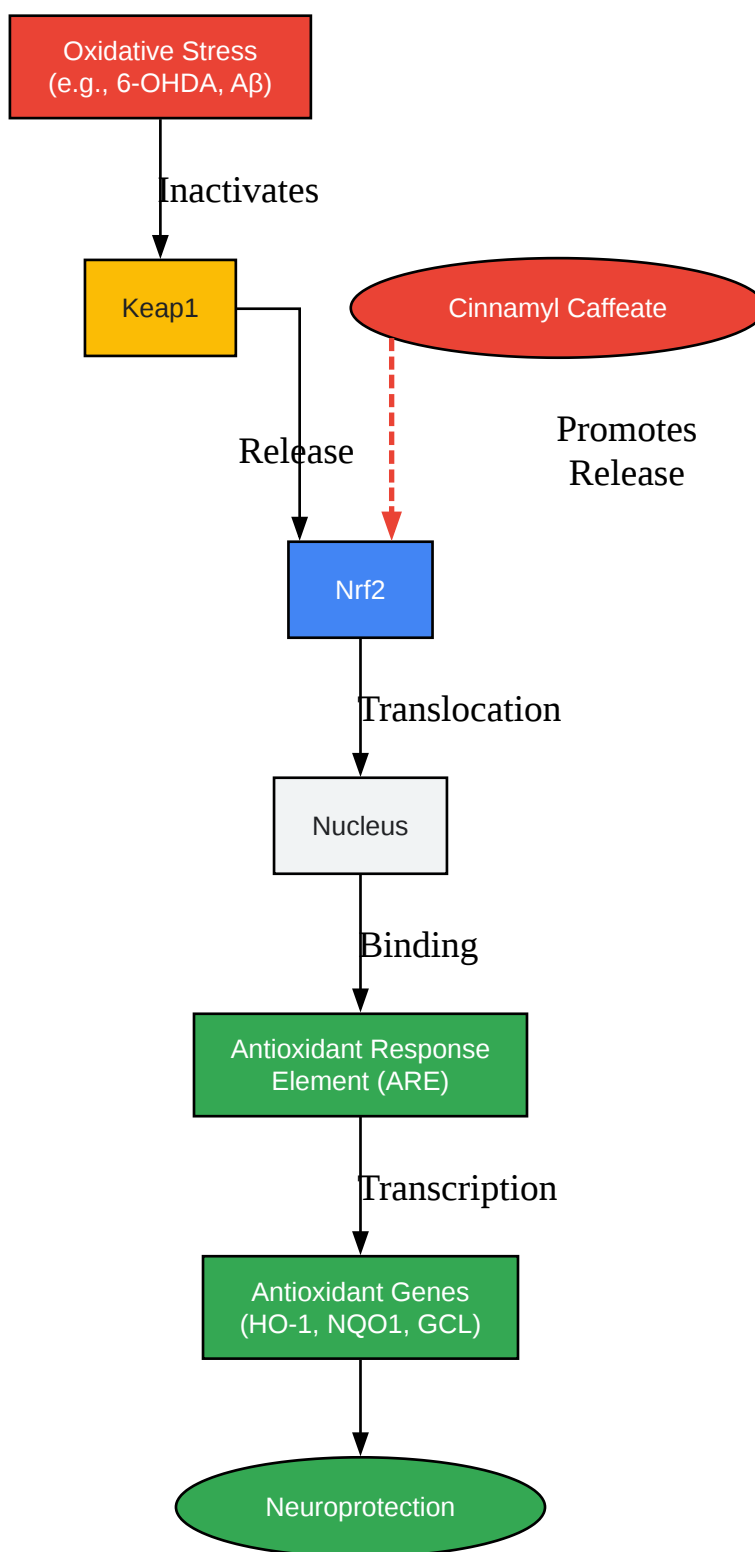 Oxidative Stress
(e.g., 6-OHDA, Aβ)
Inactivates
Keap1
Cinnamyl Caffeate
Promotes
Release
Release
Nrf2
Translocation
Nucleus
Binding
Antioxidant Response
Element (ARE)
Transcription
Antioxidant Genes
(HO-1, NQO1, GCL)
Neuroprotection